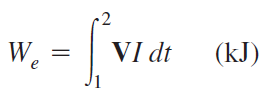 W_e = ∫_1^2 VI dt (kJ)